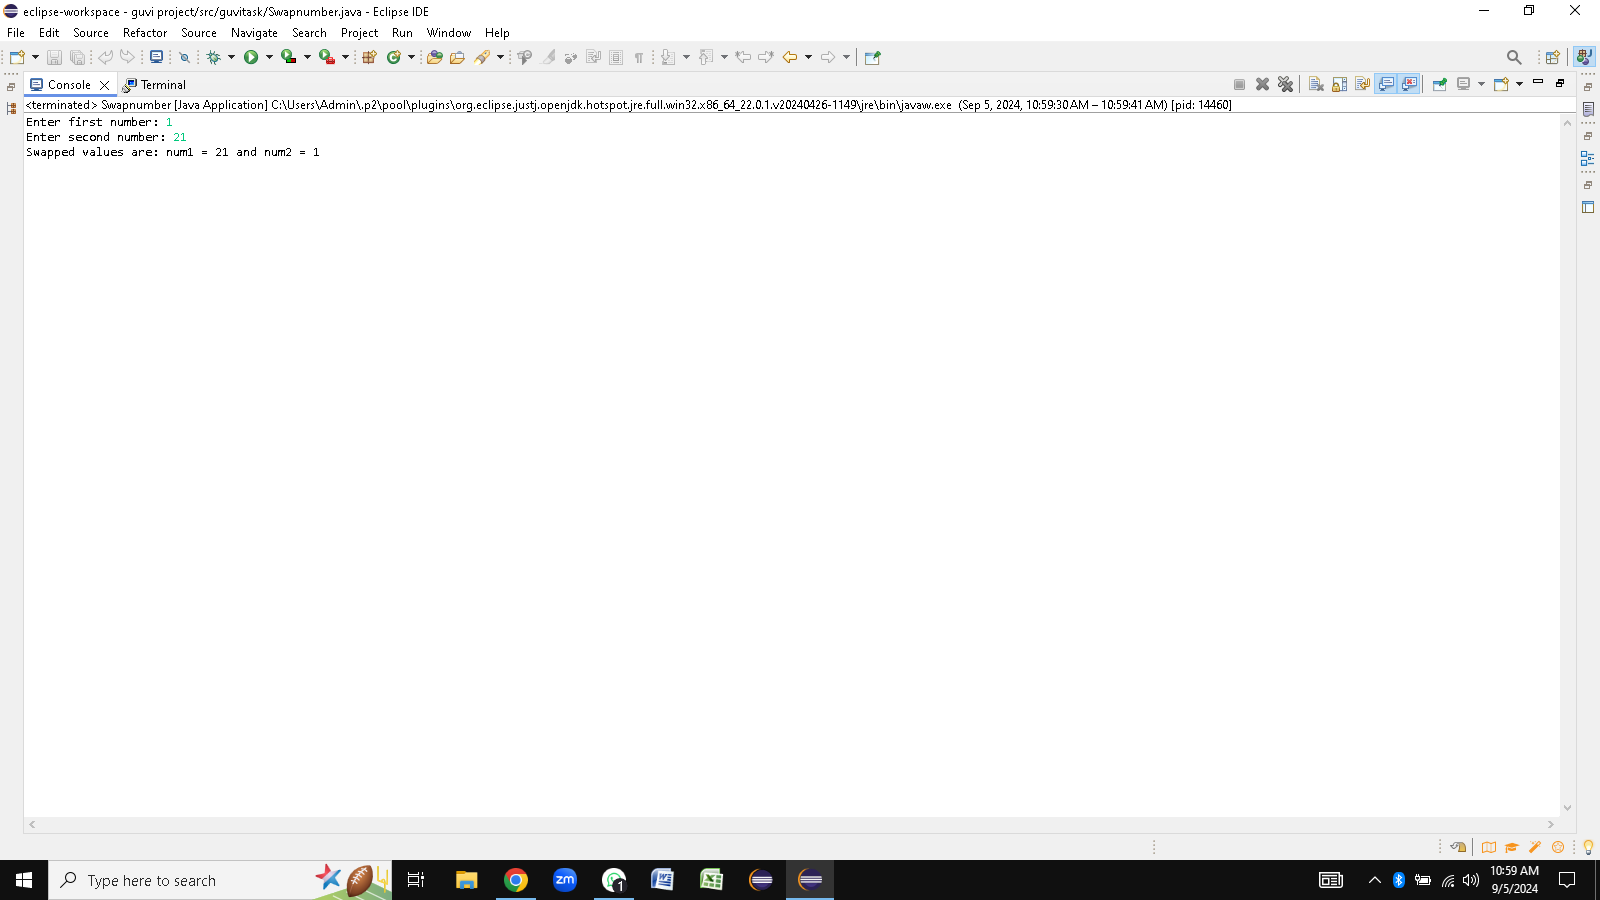 eclipse-workspace - guvi project/src/guvitask/Swapnumber.java - Eclipse IDE
File Edit Source Refactor Source Navigate Search Project Run Window Help
Console Terminal
<terminated> Swapnumber [Java Application] C:\Users\Admin\.p2\pool\plugins\org.eclipse.justj.openjdk.hotspot.jre.full.win32.x86_64_22.0.1.v20240426-1149\jre\bin\javaw.exe (Sep 5, 2024, 10:59:30 AM – 10:59:41 AM) [pid: 14460]
Enter first number: 1
Enter second number: 21
Swapped values are: num1 = 21 and num2 = 1
Type here to search
zm
1
10:59 AM
9/5/2024